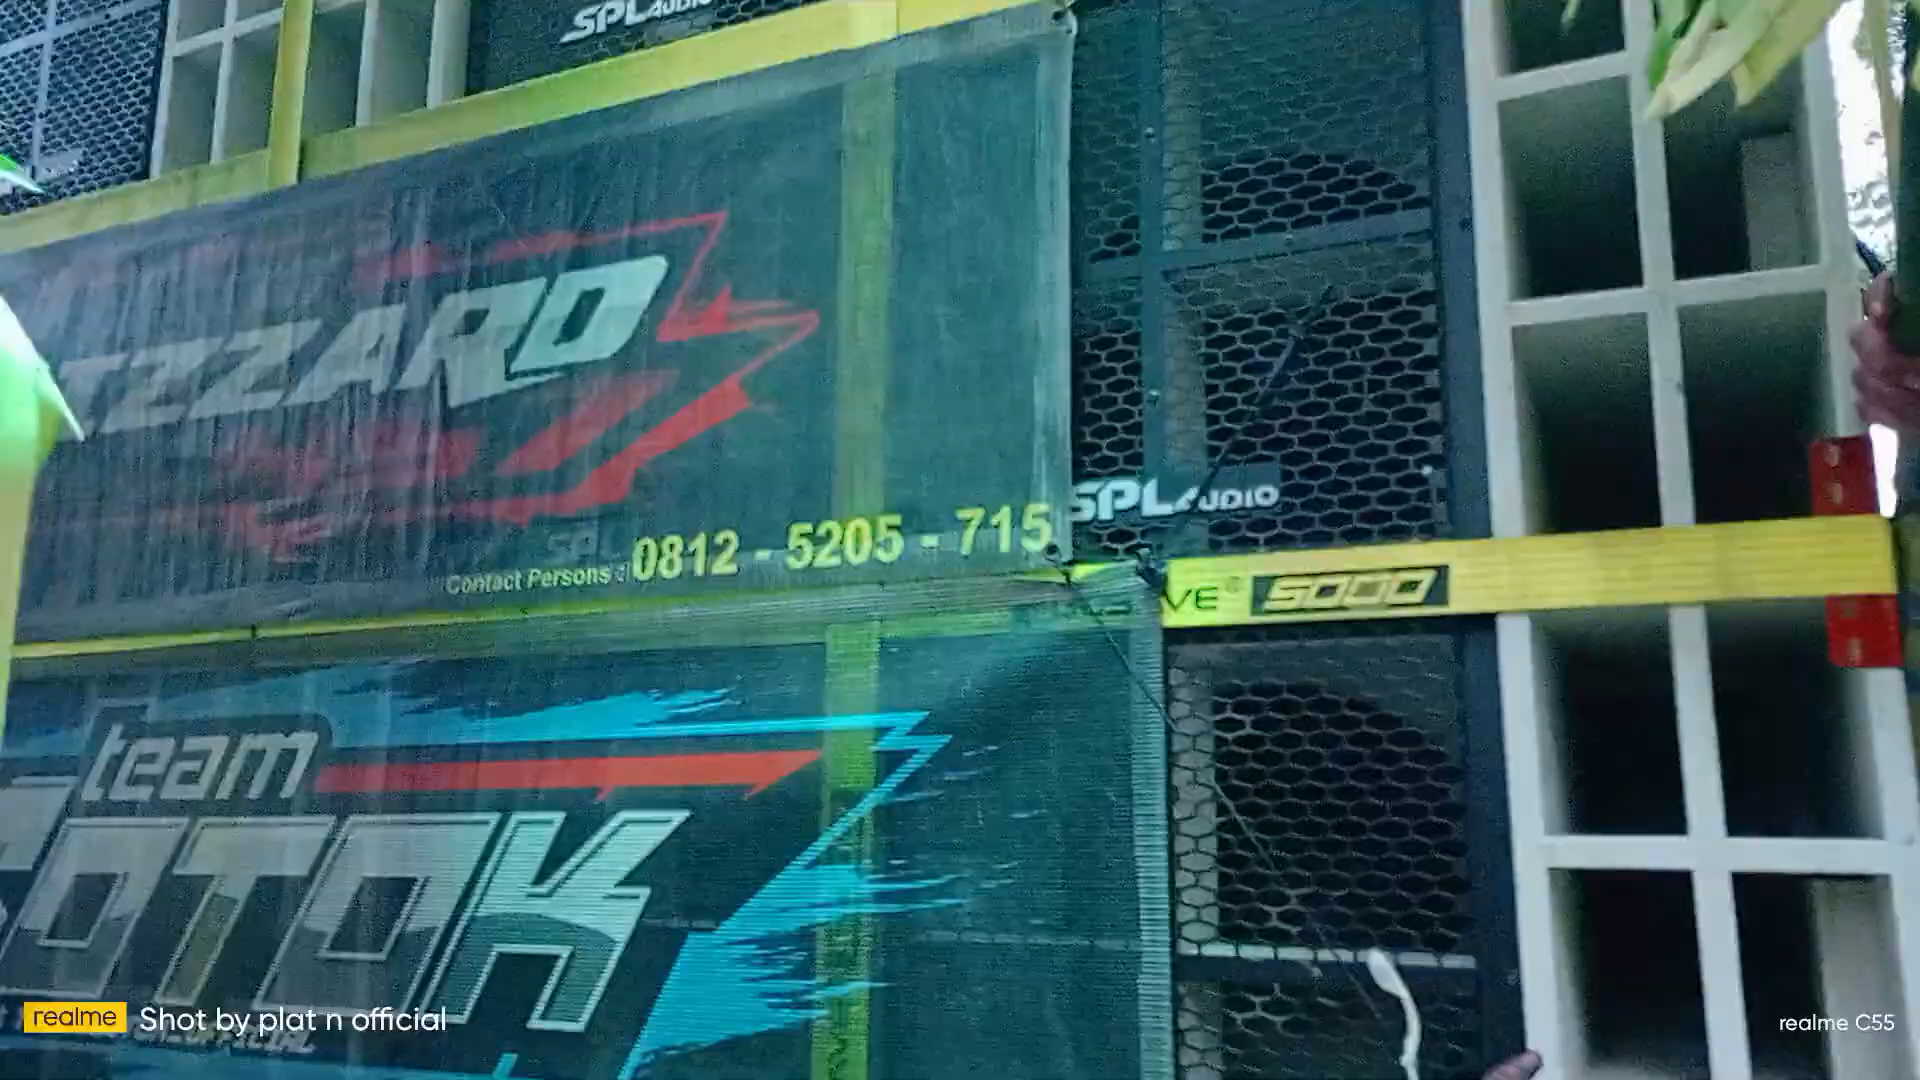 SPL AUDIO
IZZARD
Contact Persons : 0812 - 5205 - 715
SPL AUDIO
VE® 5000
team
OTOK
realme Shot by plat n official
realme C55